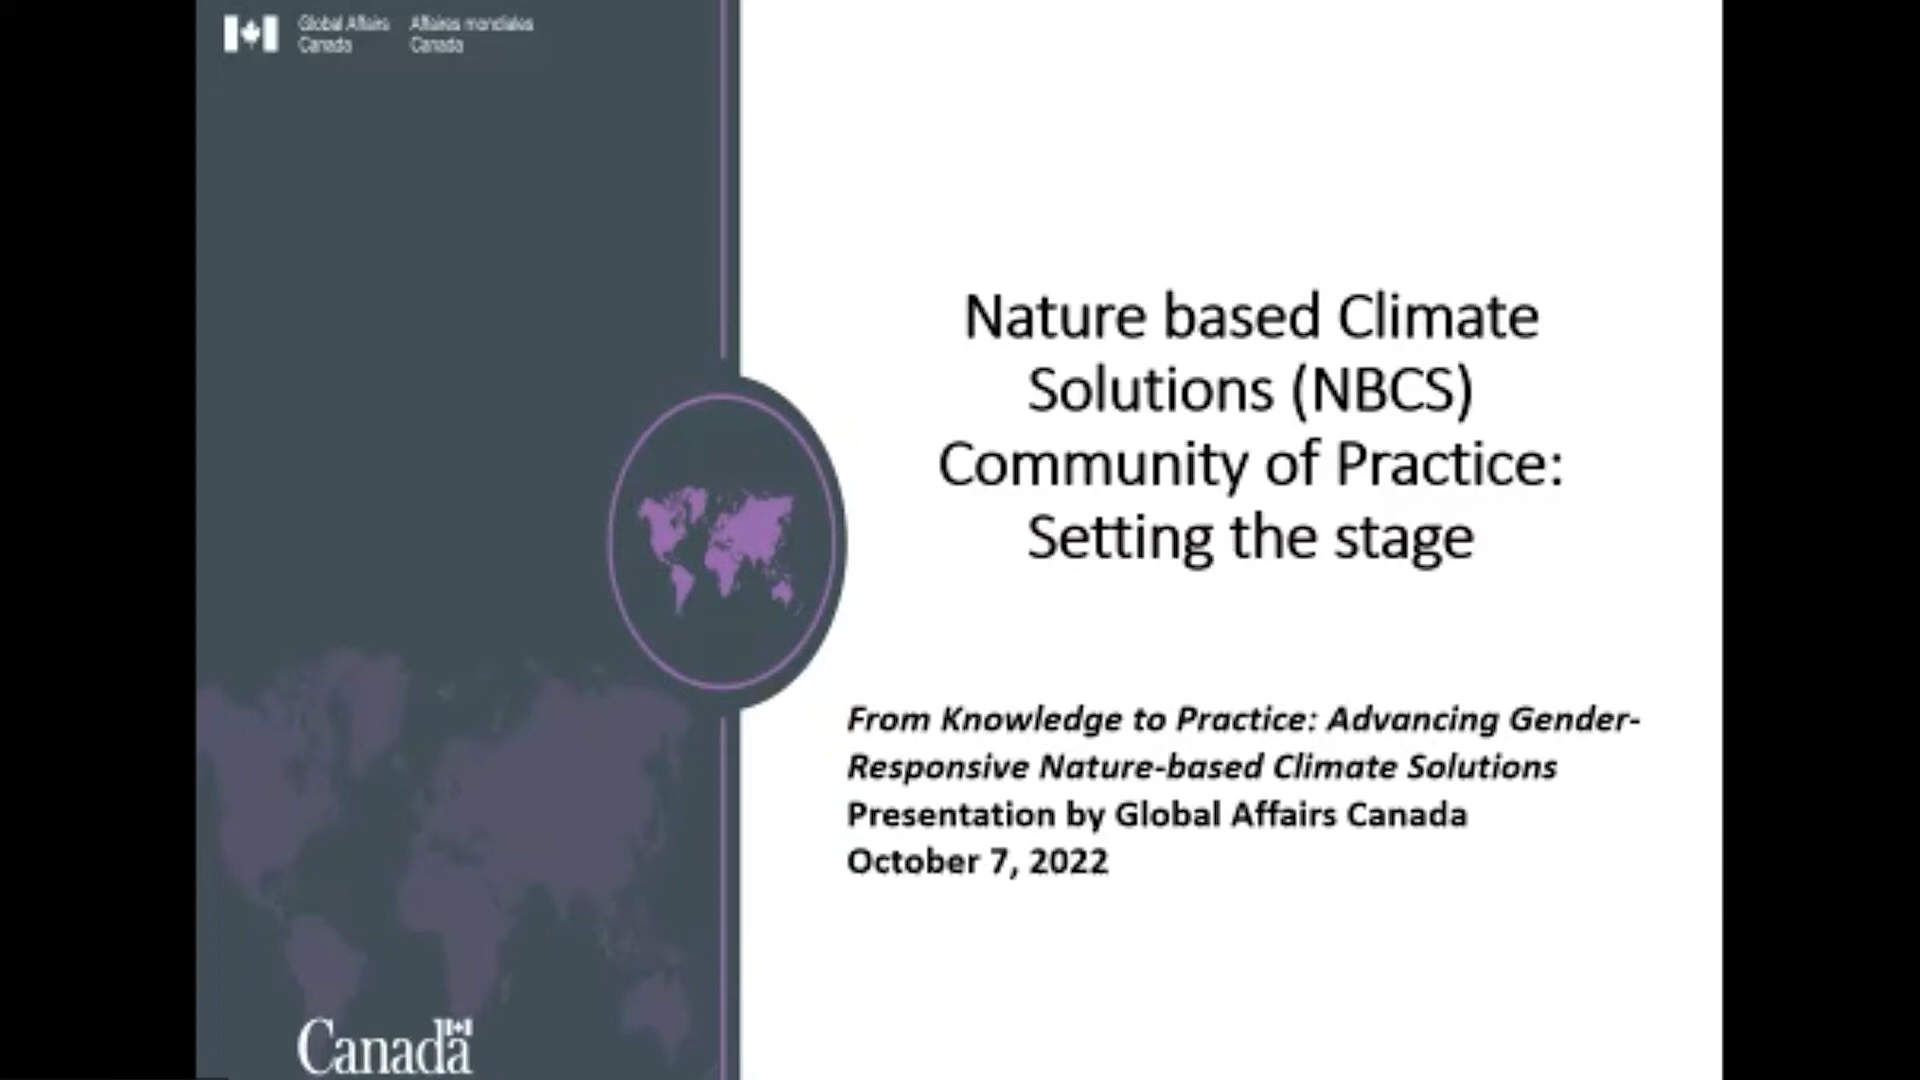 Global Affairs Canada
Affaires mondiales Canada
Nature based Climate
Solutions (NBCS)
Community of Practice:
Setting the stage
From Knowledge to Practice: Advancing Gender-
Responsive Nature-based Climate Solutions
Presentation by Global Affairs Canada
October 7, 2022
Canada